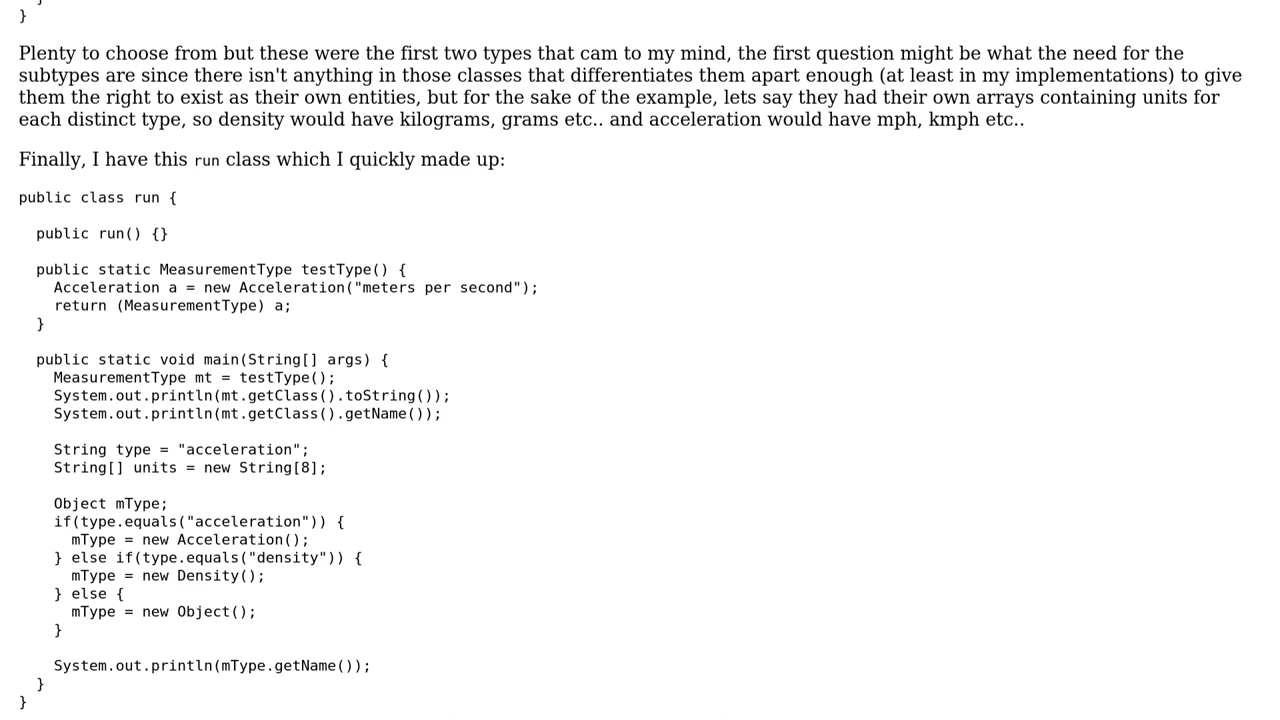 }
Plenty to choose from but these were the first two types that cam to my mind, the first question might be what the need for the
subtypes are since there isn't anything in those classes that differentiates them apart enough (at least in my implementations) to give
them the right to exist as their own entities, but for the sake of the example, lets say they had their own arrays containing units for
each distinct type, so density would have kilograms, grams etc.. and acceleration would have mph, kmph etc..
Finally, I have this run class which I quickly made up:
public class run {
  public run() {}
  public static MeasurementType testType() {
    Acceleration a = new Acceleration("meters per second");
    return (MeasurementType) a;
  }
  public static void main(String[] args) {
    MeasurementType mt = testType();
    System.out.println(mt.getClass().toString());
    System.out.println(mt.getClass().getName());
    String type = "acceleration";
    String[] units = new String[8];
    Object mType;
    if(type.equals("acceleration")) {
      mType = new Acceleration();
    } else if(type.equals("density")) {
      mType = new Density();
    } else {
      mType = new Object();
    }
    System.out.println(mType.getName());
  }
}